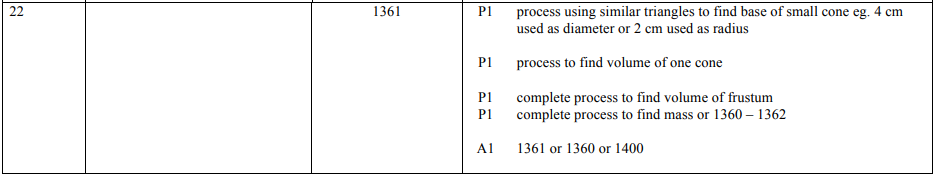 22
1361
P1 process using similar triangles to find base of small cone eg. 4 cm
used as diameter or 2 cm used as radius
P1 process to find volume of one cone
P1 complete process to find volume of frustum
P1 complete process to find mass or 1360 – 1362
A1 1361 or 1360 or 1400